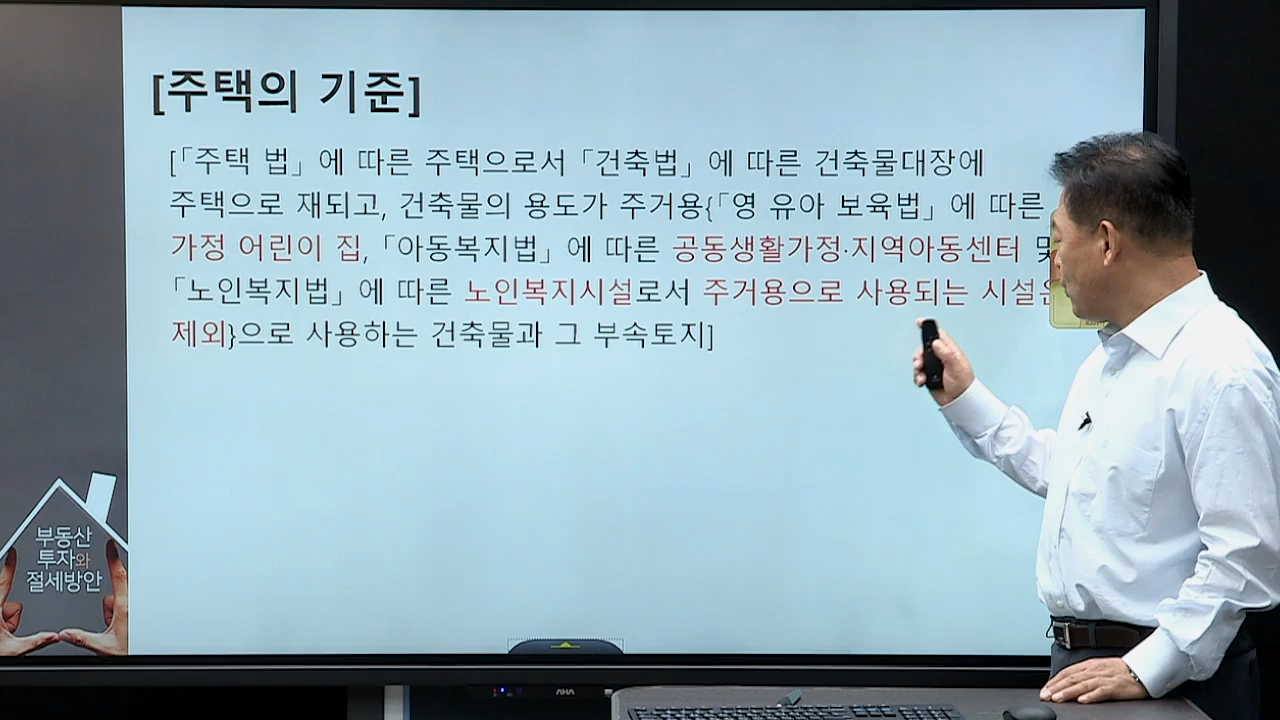 [주택의 기준]
[「주택 법」 에 따른 주택으로서 「건축법」 에 따른 건축물대장에
주택으로 재되고, 건축물의 용도가 주거용{「영 유아 보육법」 에 따른
가정 어린이 집, 「아동복지법」 에 따른 공동생활가정·지역아동센터 및
「노인복지법」 에 따른 노인복지시설로서 주거용으로 사용되는 시설은
제외}으로 사용하는 건축물과 그 부속토지]
부동산
투자와
절세방안
AHA